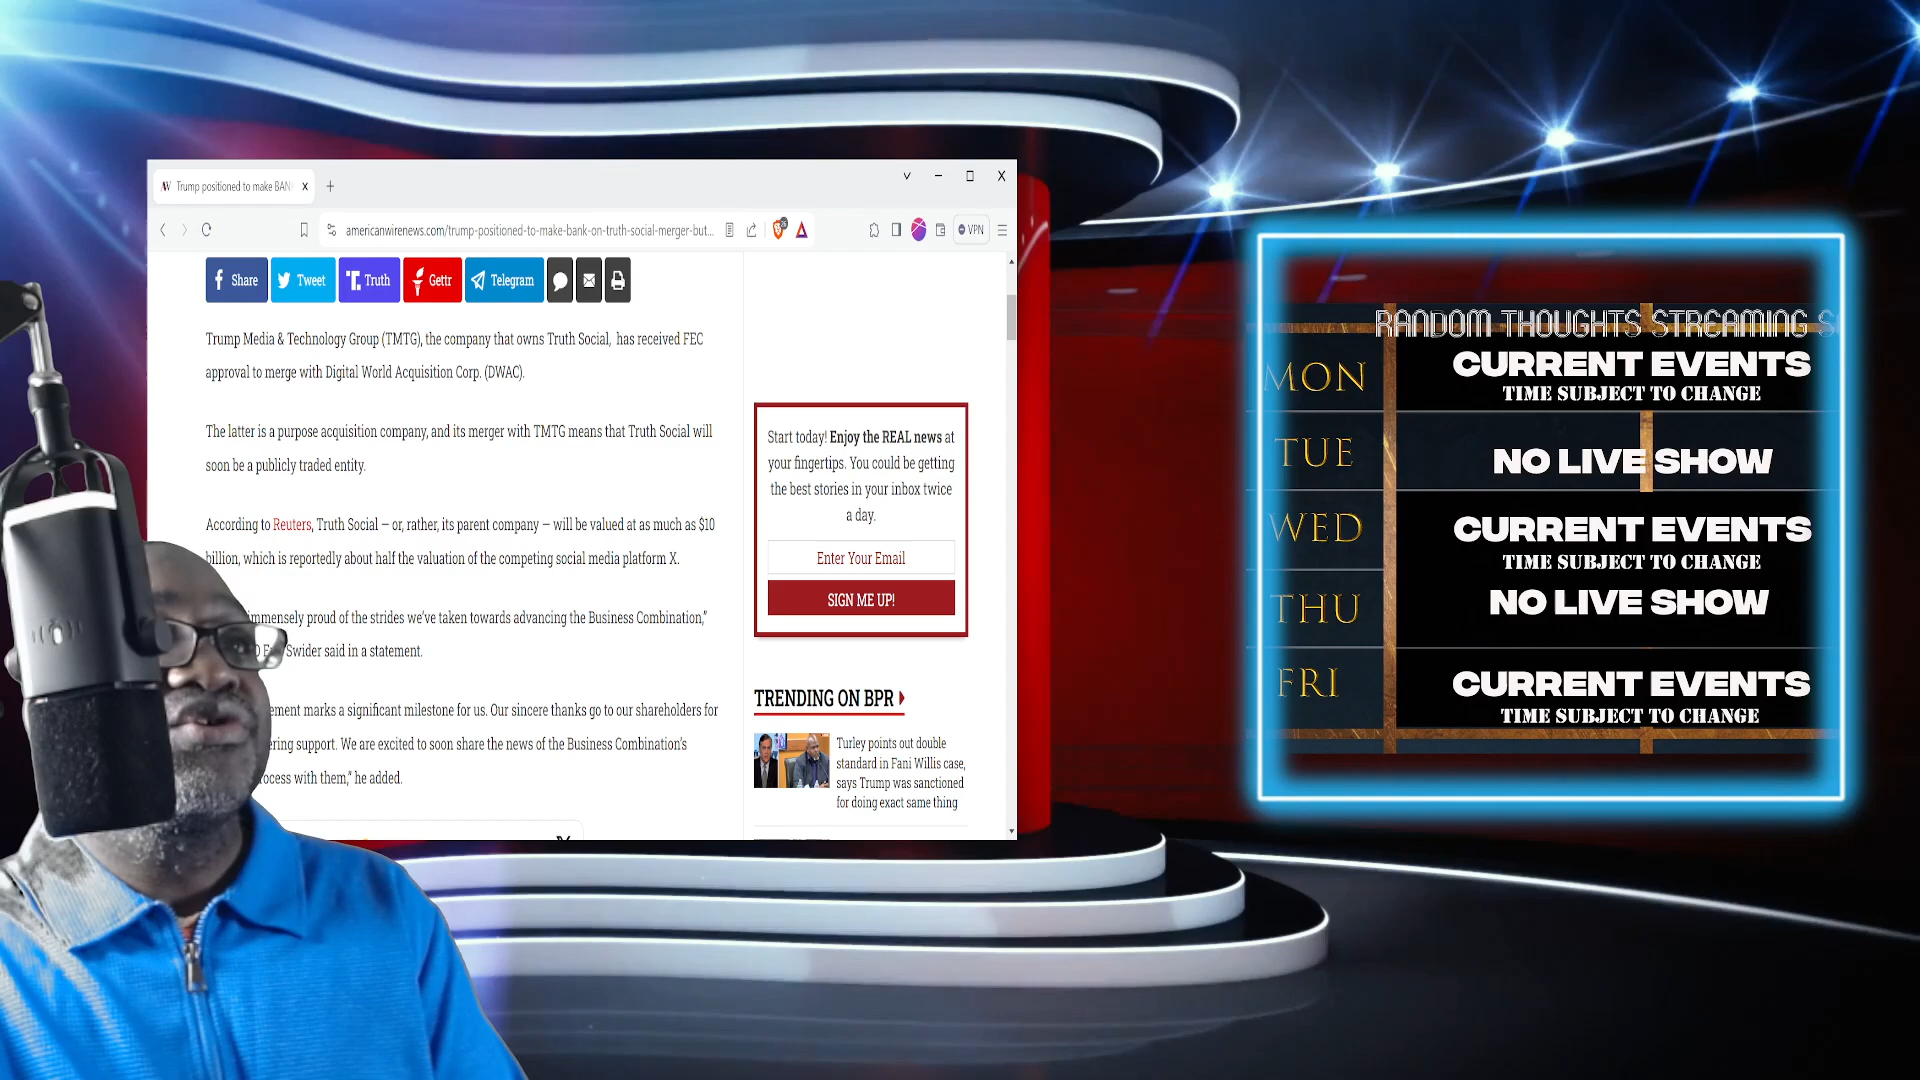 Trump positioned to make BAN
americanwirenews.com/trump-positioned-to-make-bank-on-truth-social-merger-but...
VPN
Share
Tweet
Truth
Gettr
Telegram
Trump Media & Technology Group (TMTG), the company that owns Truth Social, has received FEC
approval to merge with Digital World Acquisition Corp. (DWAC).
The latter is a purpose acquisition company, and its merger with TMTG means that Truth Social will
soon be a publicly traded entity.
According to Reuters, Truth Social – or, rather, its parent company – will be valued at as much as $10
billion, which is reportedly about half the valuation of the competing social media platform X.
immensely proud of the strides we've taken towards advancing the Business Combination,”
Swider said in a statement.
ement marks a significant milestone for us. Our sincere thanks go to our shareholders for
ering support. We are excited to soon share the news of the Business Combination's
ocess with them,” he added.
Start today! Enjoy the REAL news at
your fingertips. You could be getting
the best stories in your inbox twice
a day.
Enter Your Email
SIGN ME UP!
TRENDING ON BPR
Turley points out double
standard in Fani Willis case,
says Trump was sanctioned
for doing exact same thing
RANDOM THOUGHTS STREAMING S
MON
CURRENT EVENTS
TIME SUBJECT TO CHANGE
TUE
NO LIVE SHOW
WED
CURRENT EVENTS
TIME SUBJECT TO CHANGE
THU
NO LIVE SHOW
FRI
CURRENT EVENTS
TIME SUBJECT TO CHANGE